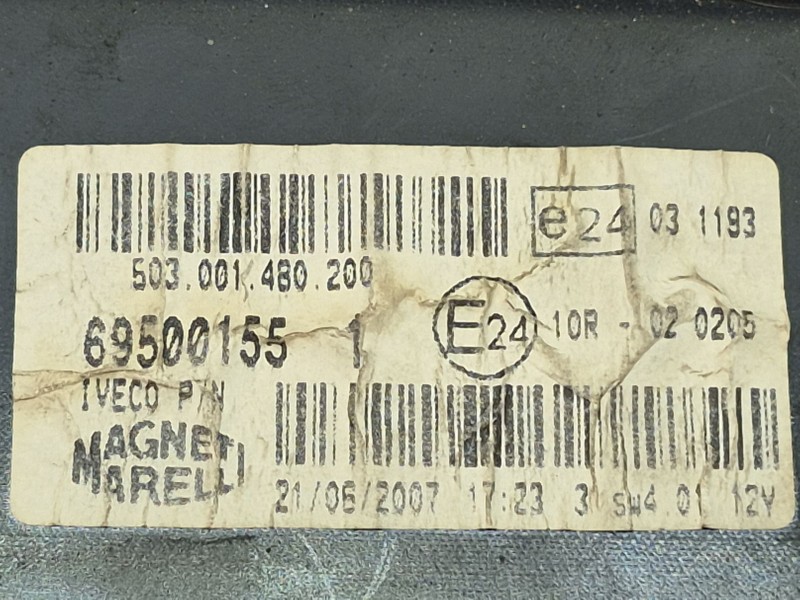 e24 03 1193
503.001.480.200
69500155 1
E24 10R - 02 0205
IVECO P/N
MAGNETI
MARELLI
21/06/2007 17:23 3 sw4.01 12V